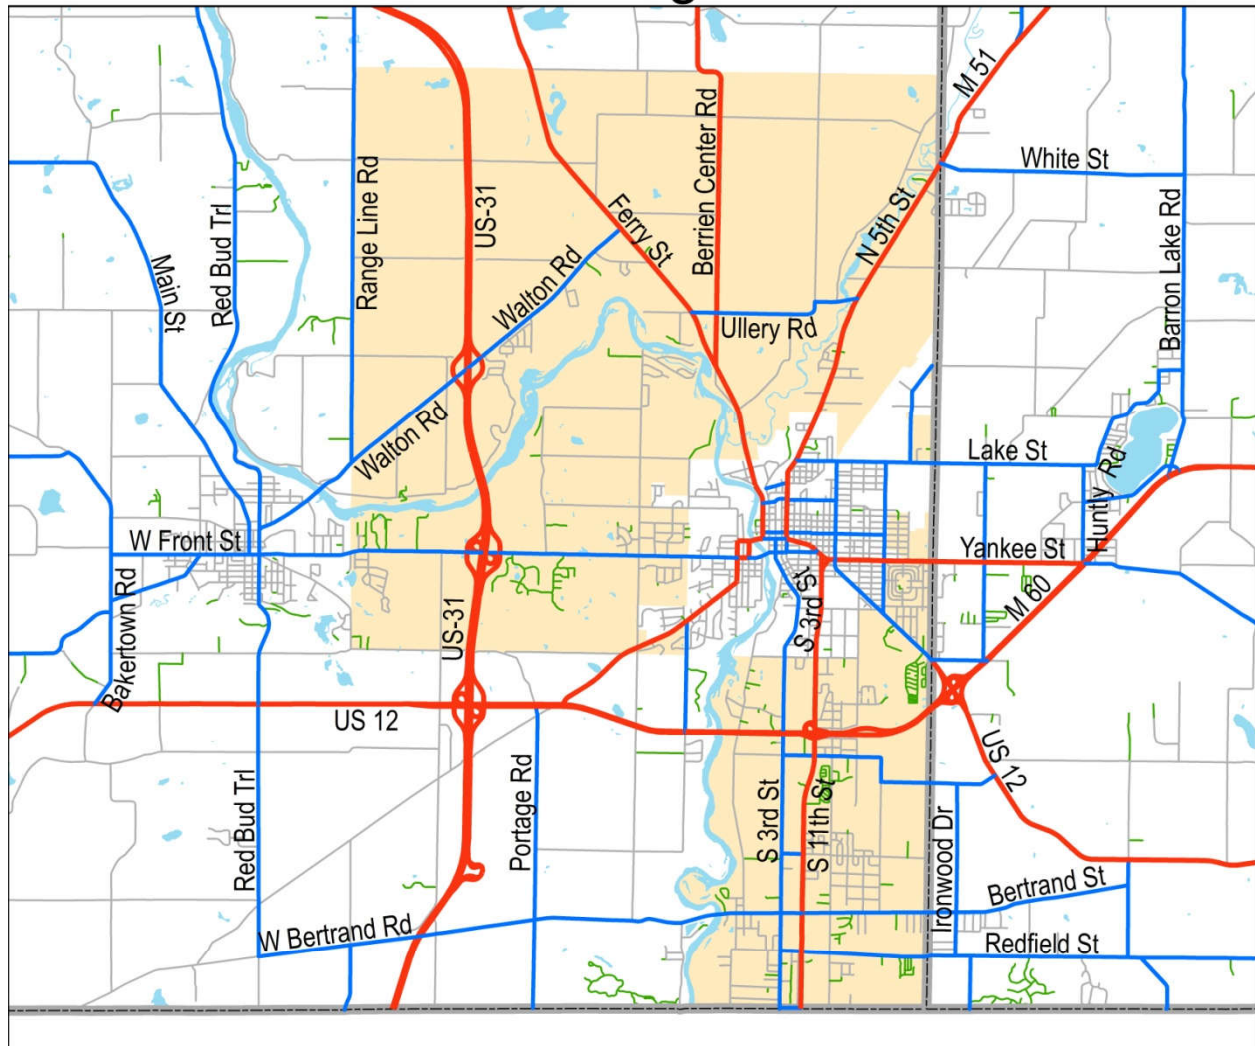 M 51
White St
Berrien Center Rd
Range Line Rd
US-31
Ferry St
N 5th St
Barron Lake Rd
Red Bud Trl
Main St
Walton Rd
Ullery Rd
Walton Rd
Lake St
Huntly Rd
W Front St
Yankee St
Bakertown Rd
US-31
S 3rd St
M 60
US 12
US 12
Red Bud Trl
Portage Rd
S 3rd St
S 11th St
Ironwood Dr
Bertrand St
W Bertrand Rd
Redfield St